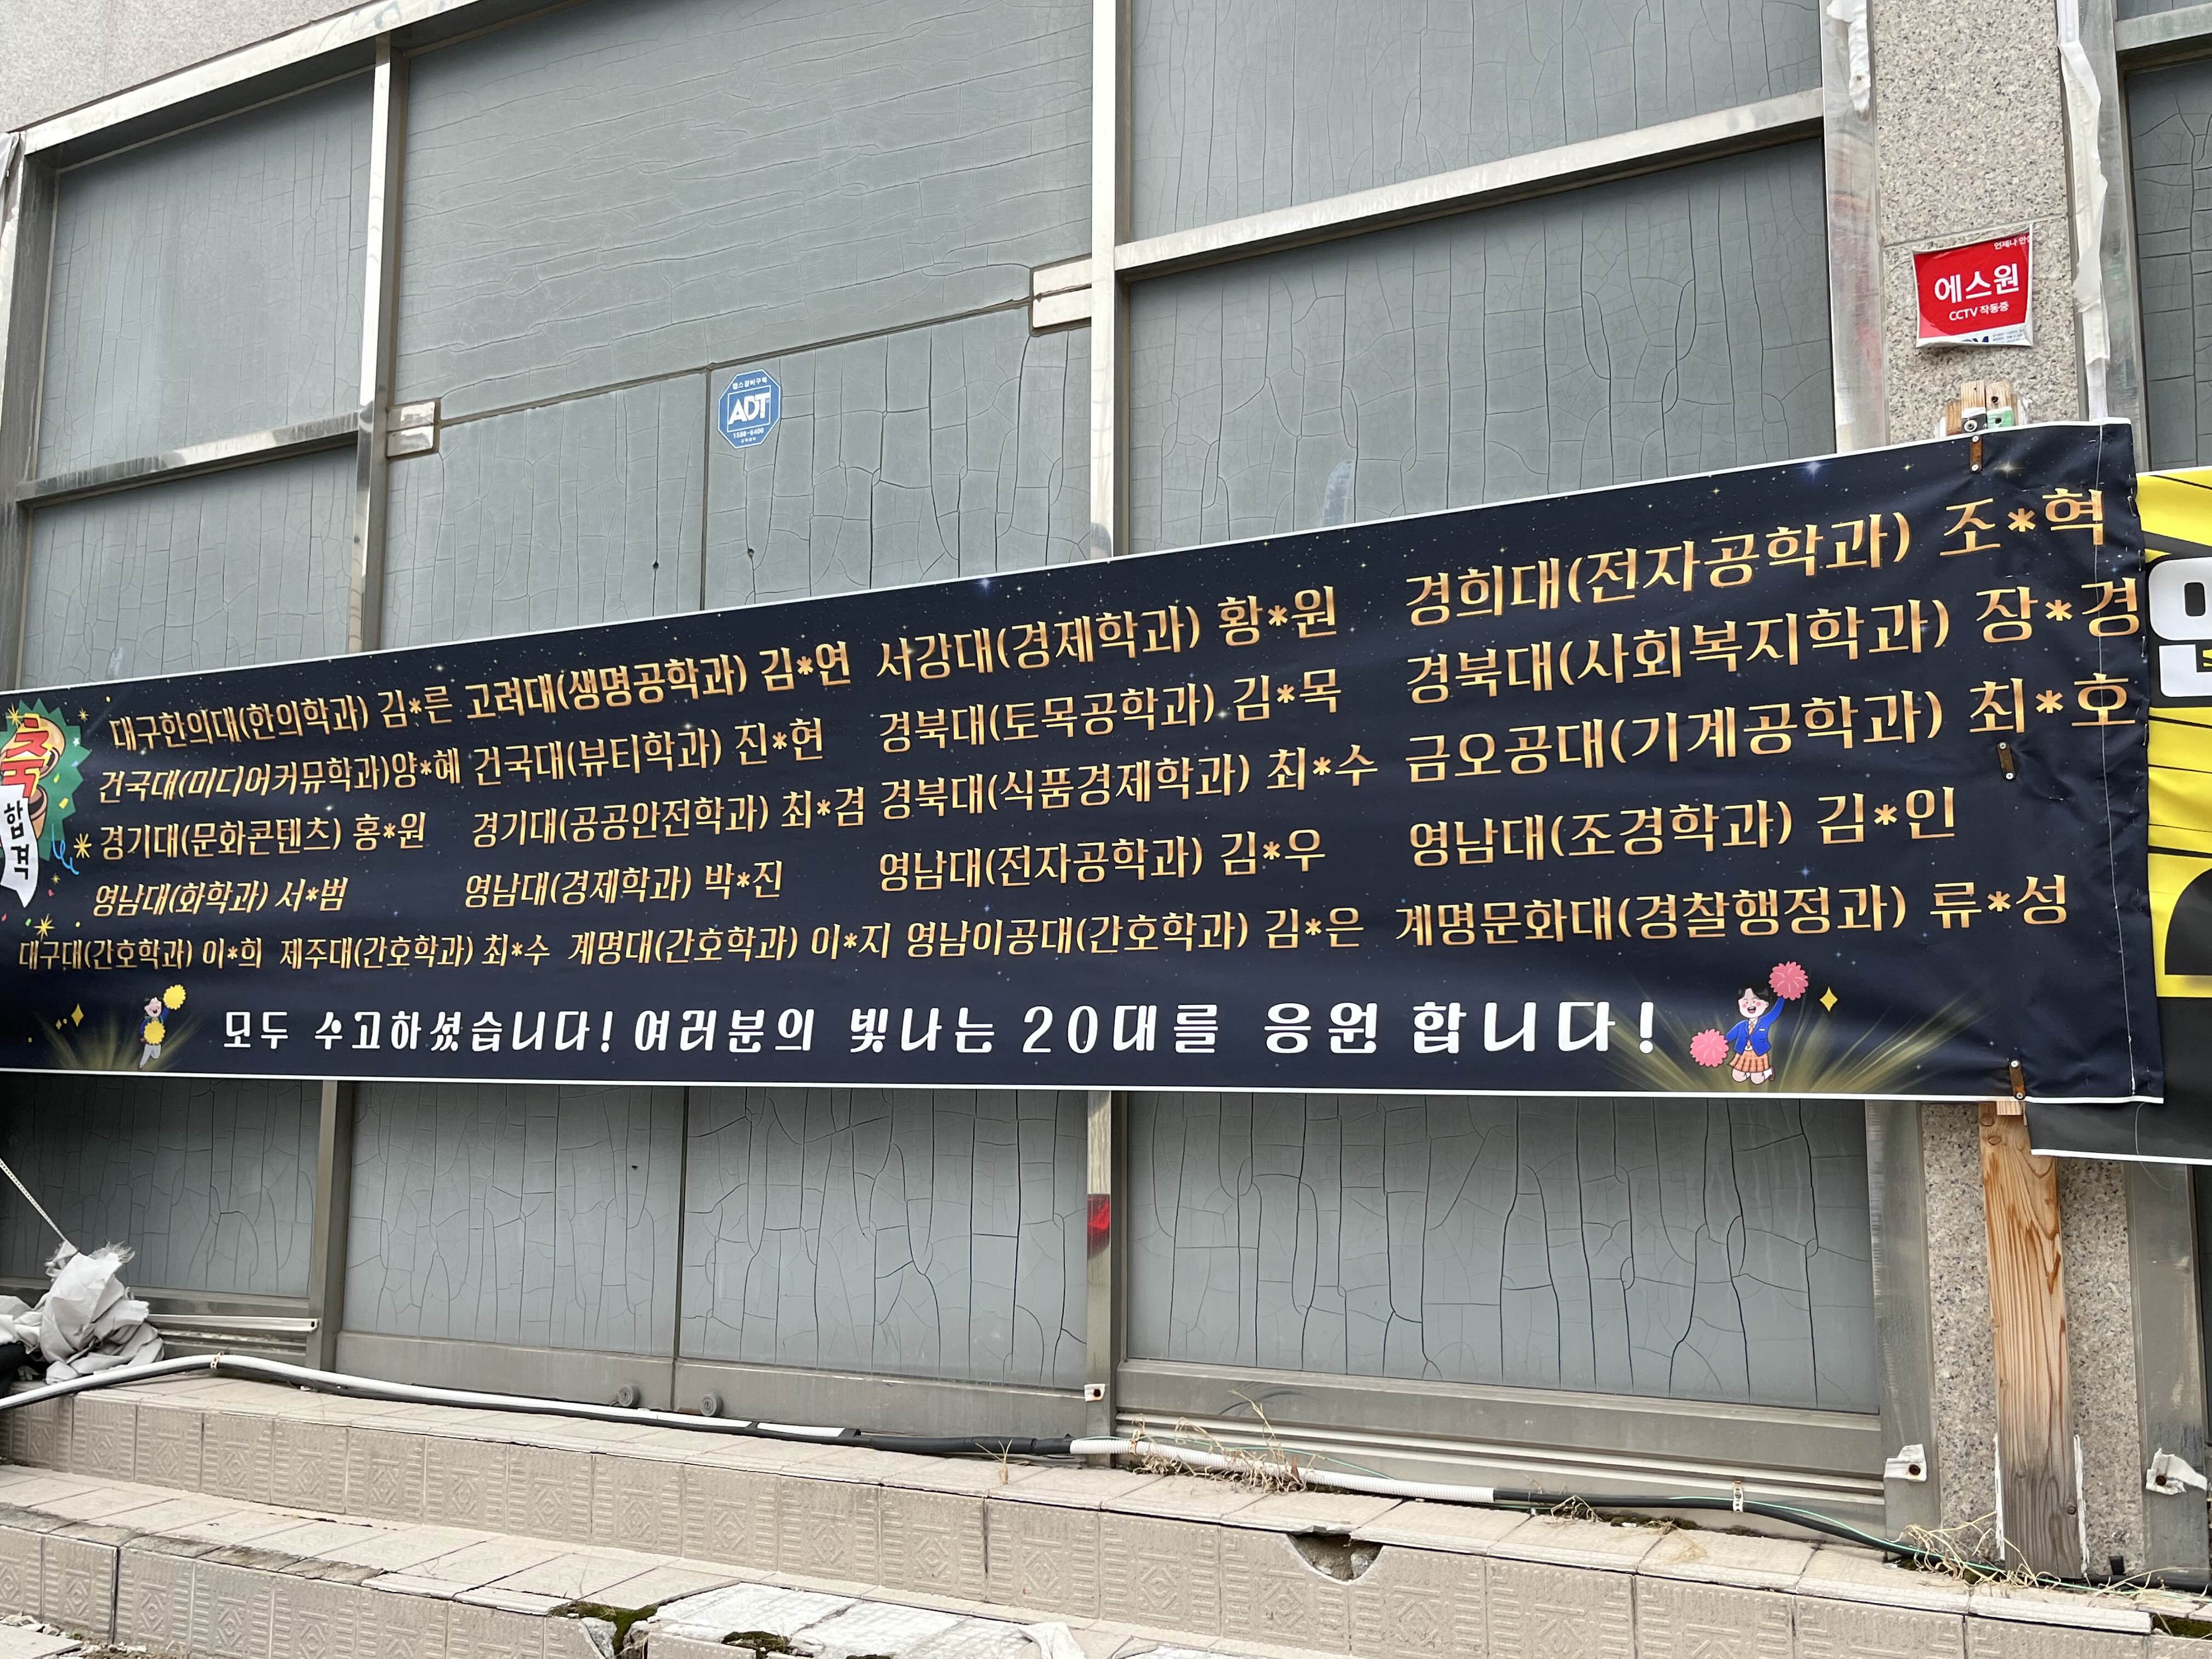 언제나 안심
에스원
CCTV 작동중
ADT
1588-6400
대구한의대(한의학과) 김*른 고려대(생명공학과) 김*연 서강대(경제학과) 황*원 경희대(전자공학과) 조*혁
건국대(미디어커뮤학과)양*혜 건국대(뷰티학과) 진*현 경북대(토목공학과) 김*목 경북대(사회복지학과) 장*경
경기대(문화콘텐츠) 홍*원 경기대(공공안전학과) 최*겸 경북대(식품경제학과) 최*수 금오공대(기계공학과) 최*호
영남대(화학과) 서*범 영남대(경제학과) 박*진 영남대(전자공학과) 김*우 영남대(조경학과) 김*인
대구대(간호학과) 이*희 제주대(간호학과) 최*수 계명대(간호학과) 이*지 영남이공대(간호학과) 김*은 계명문화대(경찰행정과) 류*성
축
합격
모두 수고하셨습니다! 여러분의 빛나는 20대를 응원 합니다!